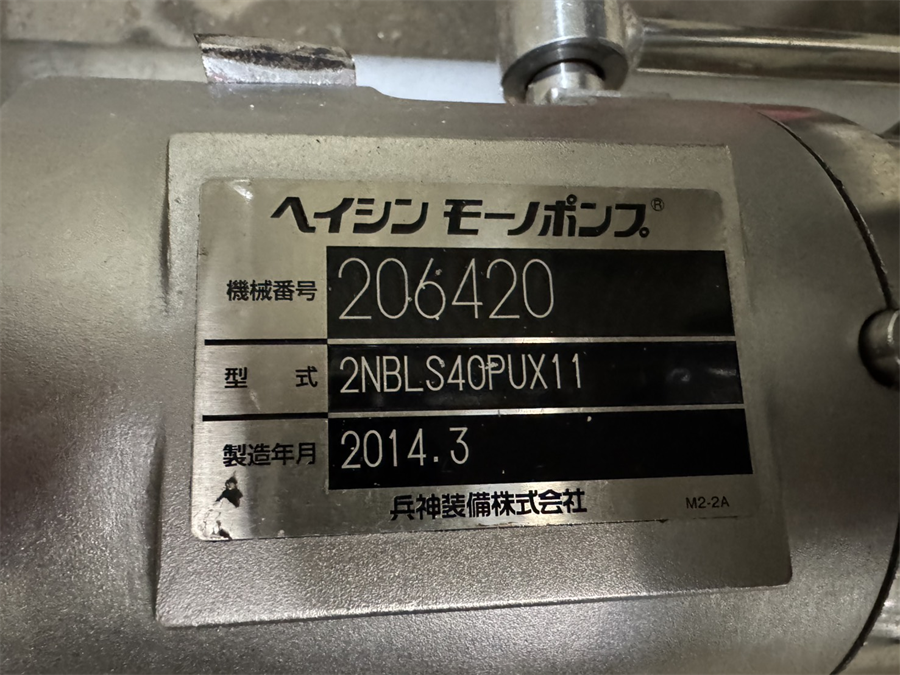 ヘイシン モーノポンプ®
機械番号 206420
型 式 2NBLS40PUX11
製造年月 2014.3
兵神装備株式会社 M2-2A